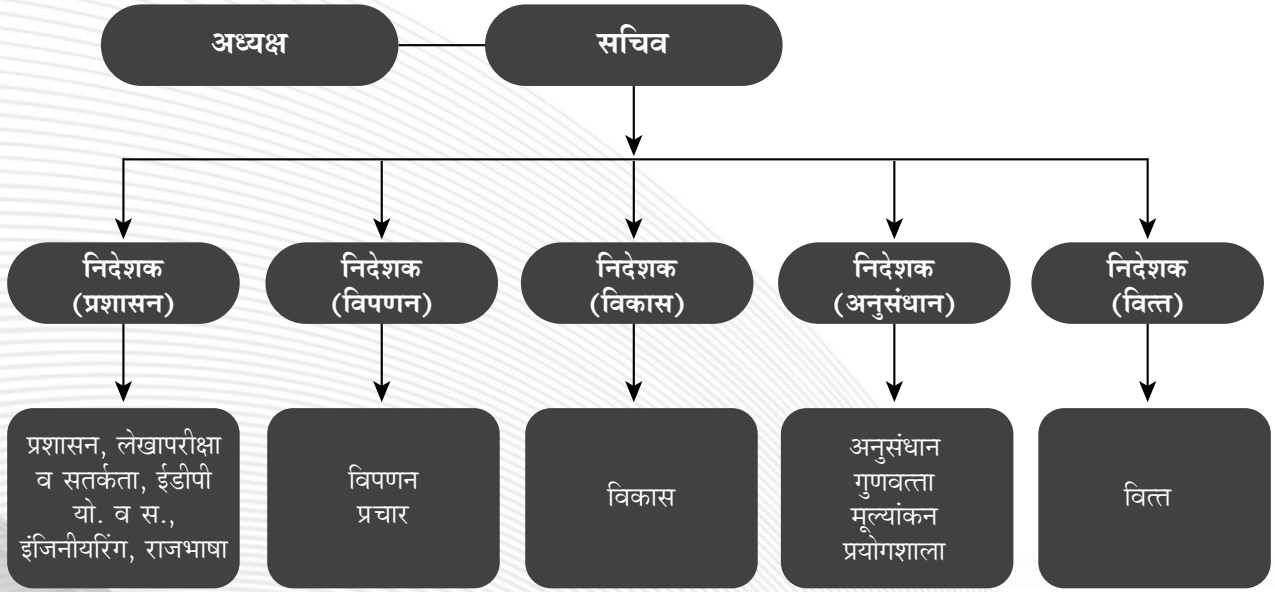 अध्यक्ष
सचिव
निदेशक
(प्रशासन)
निदेशक
(विपणन)
निदेशक
(विकास)
निदेशक
(अनुसंधान)
निदेशक
(वित्त)
प्रशासन, लेखापरीक्षा
व सतर्कता, ईडीपी
यो. व स.,
इंजिनीयरिंग, राजभाषा
विपणन
प्रचार
विकास
अनुसंधान
गुणवत्ता
मूल्यांकन
प्रयोगशाला
वित्त